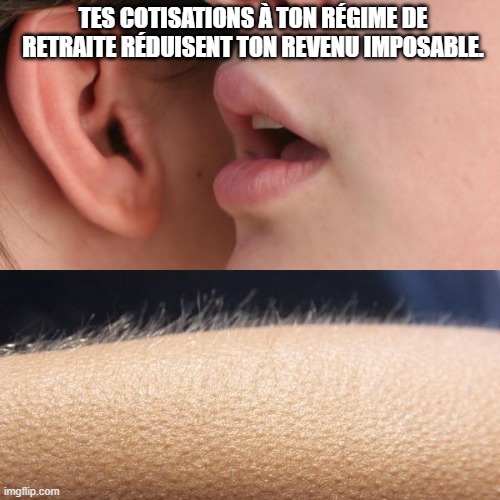 TES COTISATIONS À TON RÉGIME DE
RETRAITE RÉDUISENT TON REVENU IMPOSABLE.
imgflip.com